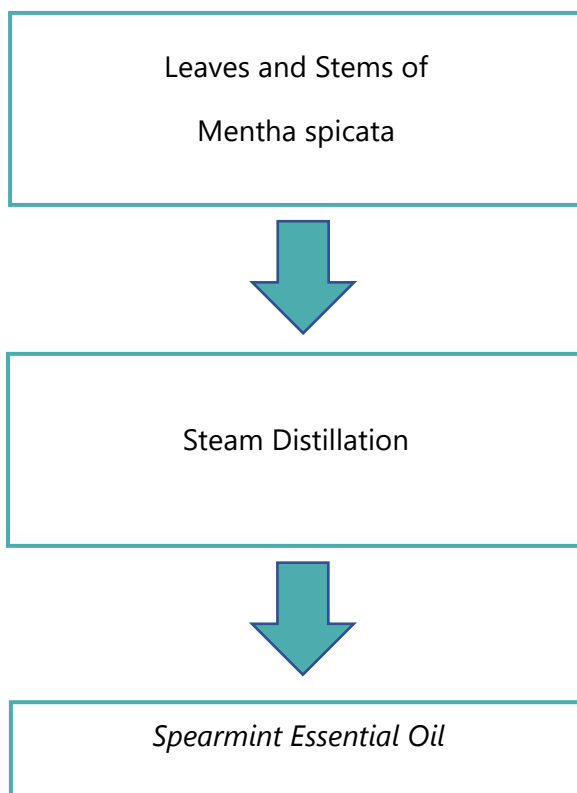 Leaves and Stems of
Mentha spicata
Steam Distillation
Spearmint Essential Oil